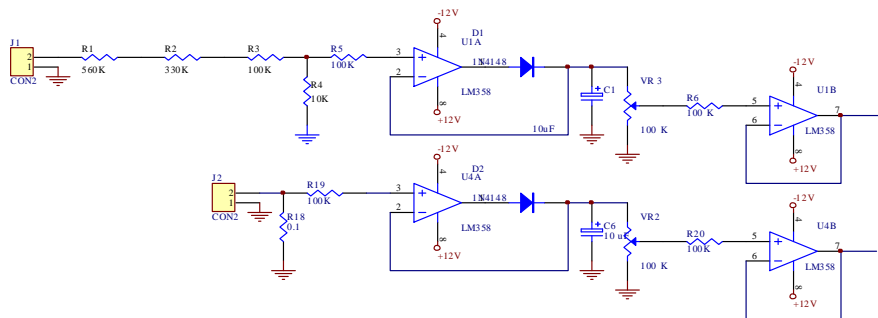 -12V
J1
R1
R2
R3
R5
D1
U1A
4
2
1
CON2
560K
330K
100K
100K
3
2
1
1N4148
R4
10K
LM358
8
+12V
10uF
C1
VR3
100 K
R6
100 K
-12V
4
U1B
5
6
7
LM358
8
+12V
-12V
J2
2
1
CON2
R19
100K
R18
0.1
D2
U4A
4
3
2
1
1N4148
LM358
8
+12V
C6
10 uF
VR2
100 K
R20
100K
-12V
4
U4B
5
6
7
LM358
8
+12V